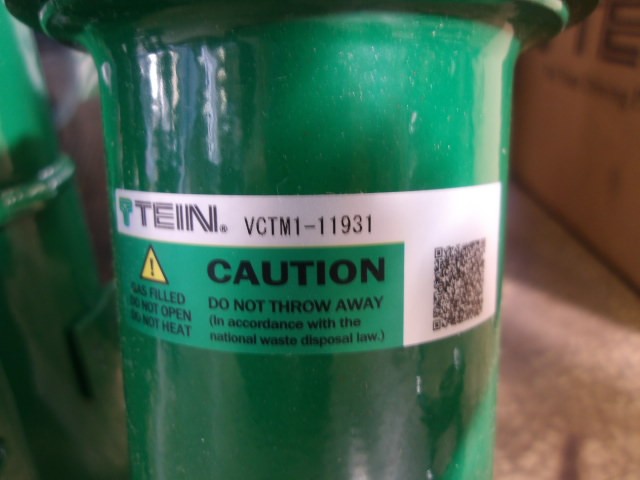 TEIN® VCTM1-11931
CAUTION
GAS FILLED
DO NOT OPEN
DO NOT HEAT
DO NOT THROW AWAY
(In accordance with the
national waste disposal law.)